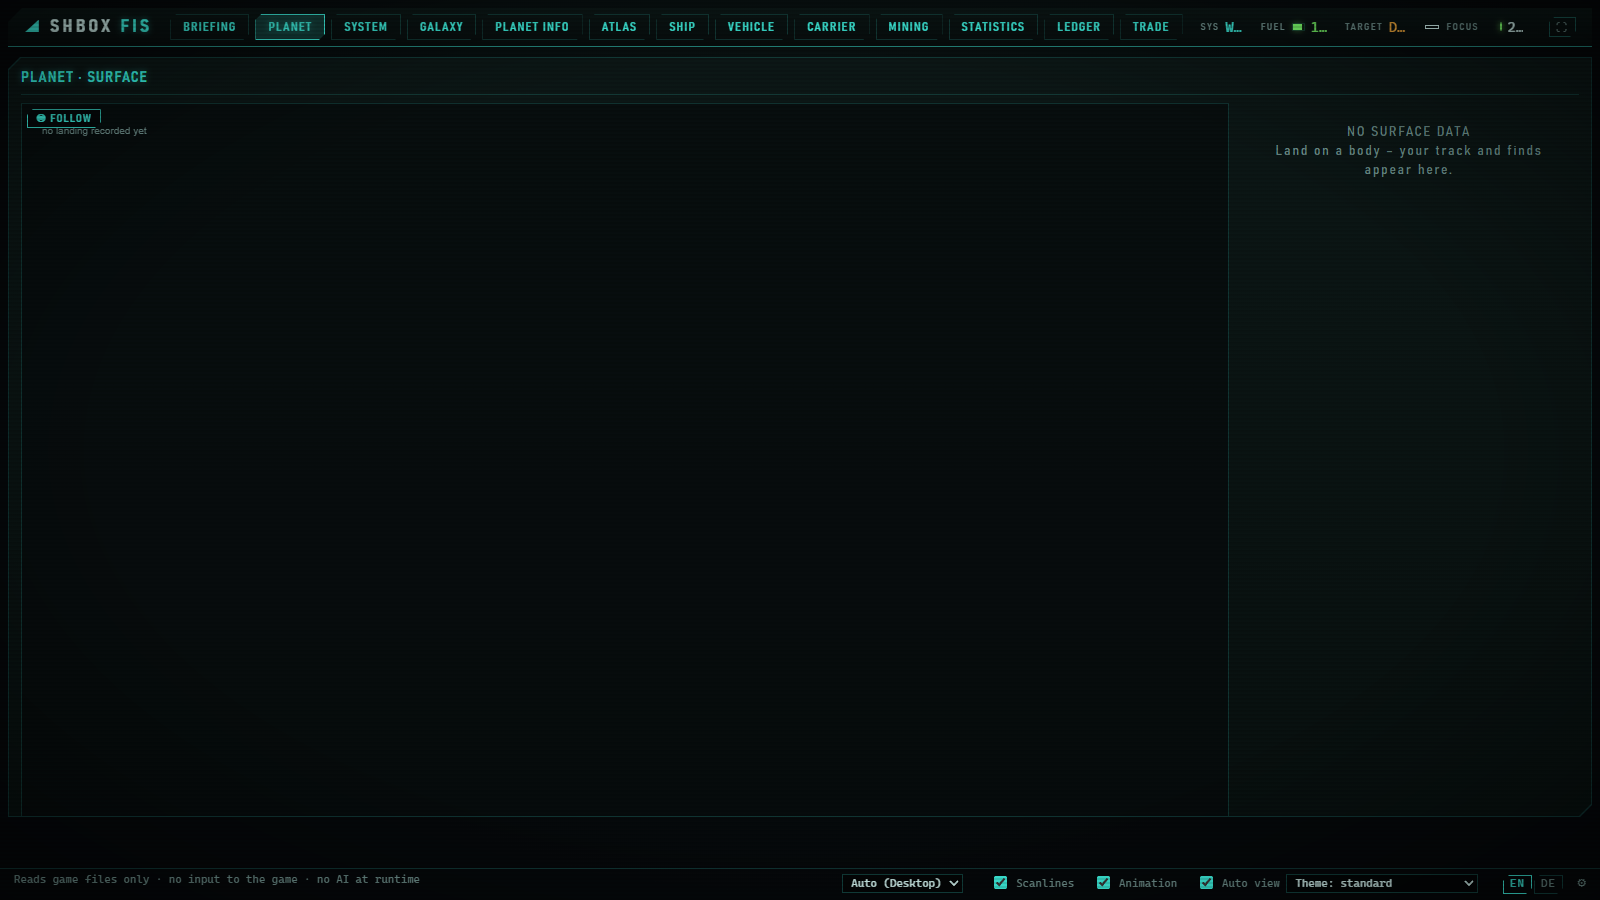 SHBOX FIS BRIEFING PLANET SYSTEM GALAXY PLANET INFO ATLAS SHIP VEHICLE CARRIER MINING STATISTICS LEDGER TRADE SYS W… FUEL 1… TARGET D… FOCUS 2…
PLANET · SURFACE
FOLLOW
no landing recorded yet
NO SURFACE DATA
Land on a body – your track and finds
appear here.
Reads game files only · no input to the game · no AI at runtime
Auto (Desktop) Scanlines Animation Auto view Theme: standard EN DE